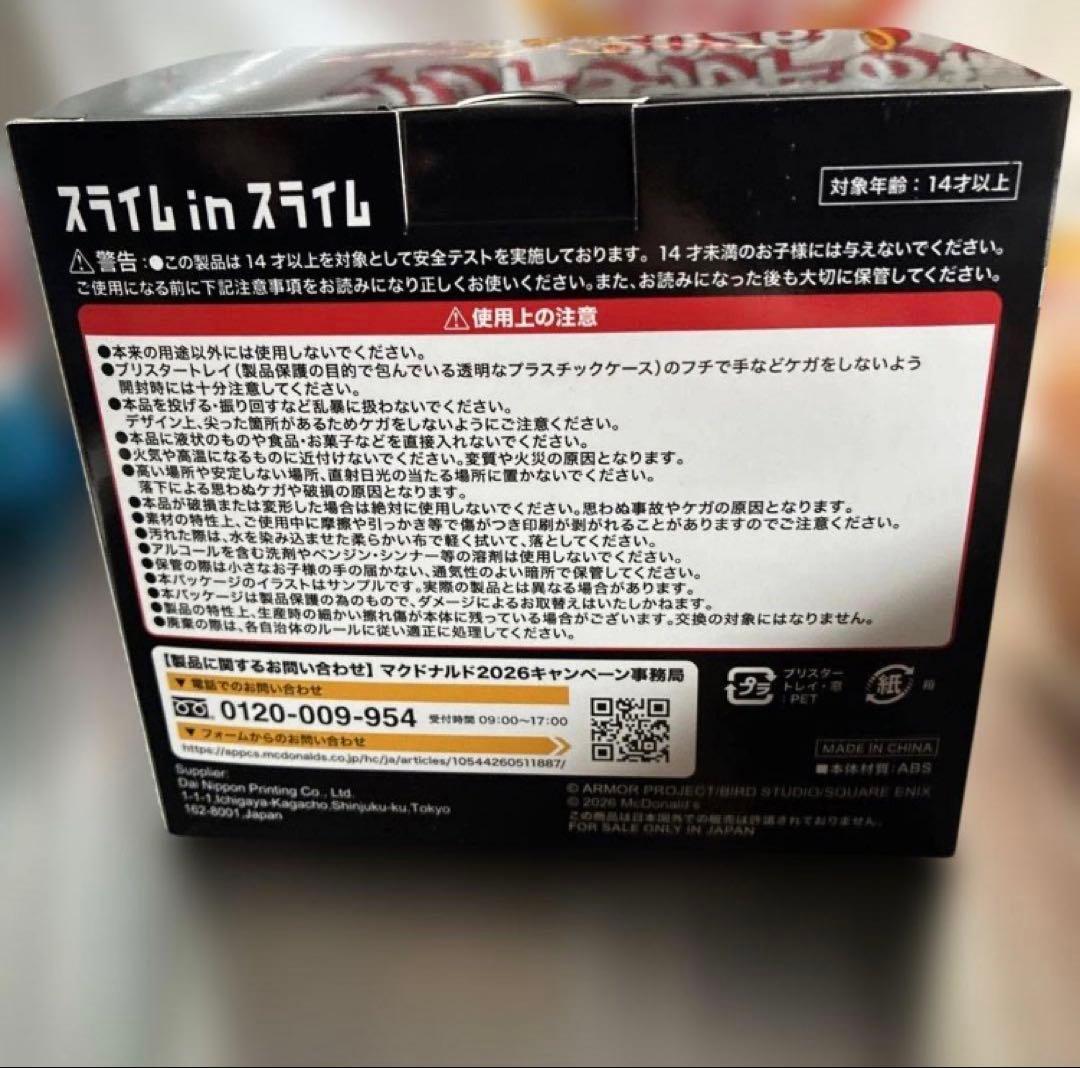 スライム in スライム
対象年齢：14才以上
⚠警告：●この製品は14才以上を対象として安全テストを実施しております。14才未満のお子様には与えないでください。
ご使用になる前に下記注意事項をお読みになり正しくお使いください。また、お読みになった後も大切に保管してください。
⚠使用上の注意
●本来の用途以外には使用しないでください。
●ブリスタートレイ(製品保護の目的で包んでいる透明なプラスチックケース)のフチで手などケガをしないよう
開封時には十分注意してください。
●本品を投げる・振り回すなど乱暴に扱わないでください。
デザイン上、尖った箇所があるためケガをしないようにご注意ください。
●本品に液状のものや食品・お菓子などを直接入れないでください。
●火気や高温になるものに近付けないでください。変質や火災の原因となります。
●高い場所や安定しない場所、直射日光の当たる場所に置かないでください。
落下による思わぬケガや破損の原因となります。
●本品が破損または変形した場合は絶対に使用しないでください。思わぬ事故やケガの原因となります。
●素材の特性上、ご使用中に摩擦や引っかき等で傷がつき印刷が剥がれることがありますのでご注意ください。
●汚れた際は、水を染み込ませた柔らかい布で軽く拭いて、落としてください。
●アルコールを含む洗剤やベンジン・シンナー等の溶剤は使用しないでください。
●保管の際は小さなお子様の手の届かない、通気性のよい暗所で保管してください。
●本パッケージのイラストはサンプルです。実際の製品とは異なる場合があります。
●本パッケージは製品保護の為のもので、ダメージによるお取替えはいたしかねます。
●製品の特性上、生産時の細かい擦れ傷が本体に残っている場合がございます。交換の対象にはなりません。
●廃棄の際は、各自治体のルールに従い適正に処理してください。
【製品に関するお問い合わせ】マクドナルド2026キャンペーン事務局
▼電話でのお問い合わせ
0120-009-954 受付時間 09:00～17:00
▼フォームからのお問い合わせ
https://appcs.mcdonalds.co.jp/hc/ja/articles/10544260511887/
プラ
ブリスター
トレイ・窓
:PET
紙
箱
MADE IN CHINA
■本体材質：ABS
Supplier:
Dai Nippon Printing Co., Ltd.
1-1-1,Ichigaya-Kagacho,Shinjuku-ku,Tokyo
162-8001,Japan
© ARMOR PROJECT/BIRD STUDIO/SQUARE ENIX
© 2026 McDonald's
この商品は日本国外での販売は許諾されておりません。
FOR SALE ONLY IN JAPAN